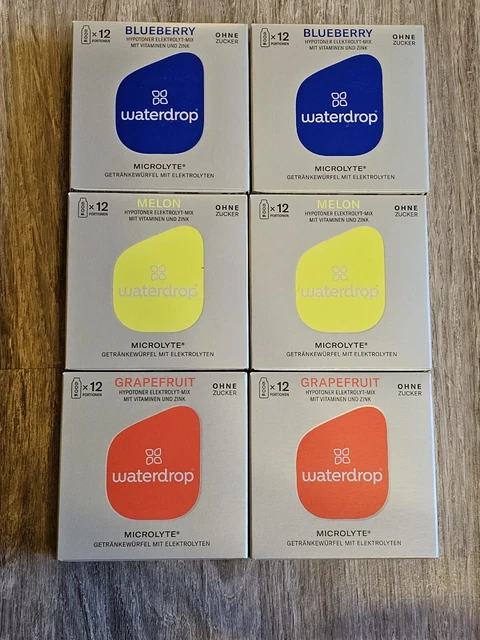 BLUEBERRY
HYPOTONER ELEKTROLYT-MIX
MIT VITAMINEN UND ZINK
× 12
PORTIONEN
OHNE
ZUCKER
waterdrop
MICROLYTE®
GETRÄNKEWÜRFEL MIT ELEKTROLYTEN
BLUEBERRY
HYPOTONER ELEKTROLYT-MIX
MIT VITAMINEN UND ZINK
× 12
PORTIONEN
OHNE
ZUCKER
waterdrop
MICROLYTE®
GETRÄNKEWÜRFEL MIT ELEKTROLYTEN
MELON
HYPOTONER ELEKTROLYT-MIX
MIT VITAMINEN UND ZINK
× 12
PORTIONEN
OHNE
ZUCKER
waterdrop
MICROLYTE®
GETRÄNKEWÜRFEL MIT ELEKTROLYTEN
MELON
HYPOTONER ELEKTROLYT-MIX
MIT VITAMINEN UND ZINK
× 12
PORTIONEN
OHNE
ZUCKER
waterdrop
MICROLYTE®
GETRÄNKEWÜRFEL MIT ELEKTROLYTEN
GRAPEFRUIT
HYPOTONER ELEKTROLYT-MIX
MIT VITAMINEN UND ZINK
× 12
PORTIONEN
OHNE
ZUCKER
waterdrop
MICROLYTE®
GETRÄNKEWÜRFEL MIT ELEKTROLYTEN
GRAPEFRUIT
HYPOTONER ELEKTROLYT-MIX
MIT VITAMINEN UND ZINK
× 12
PORTIONEN
OHNE
ZUCKER
waterdrop
MICROLYTE®
GETRÄNKEWÜRFEL MIT ELEKTROLYTEN